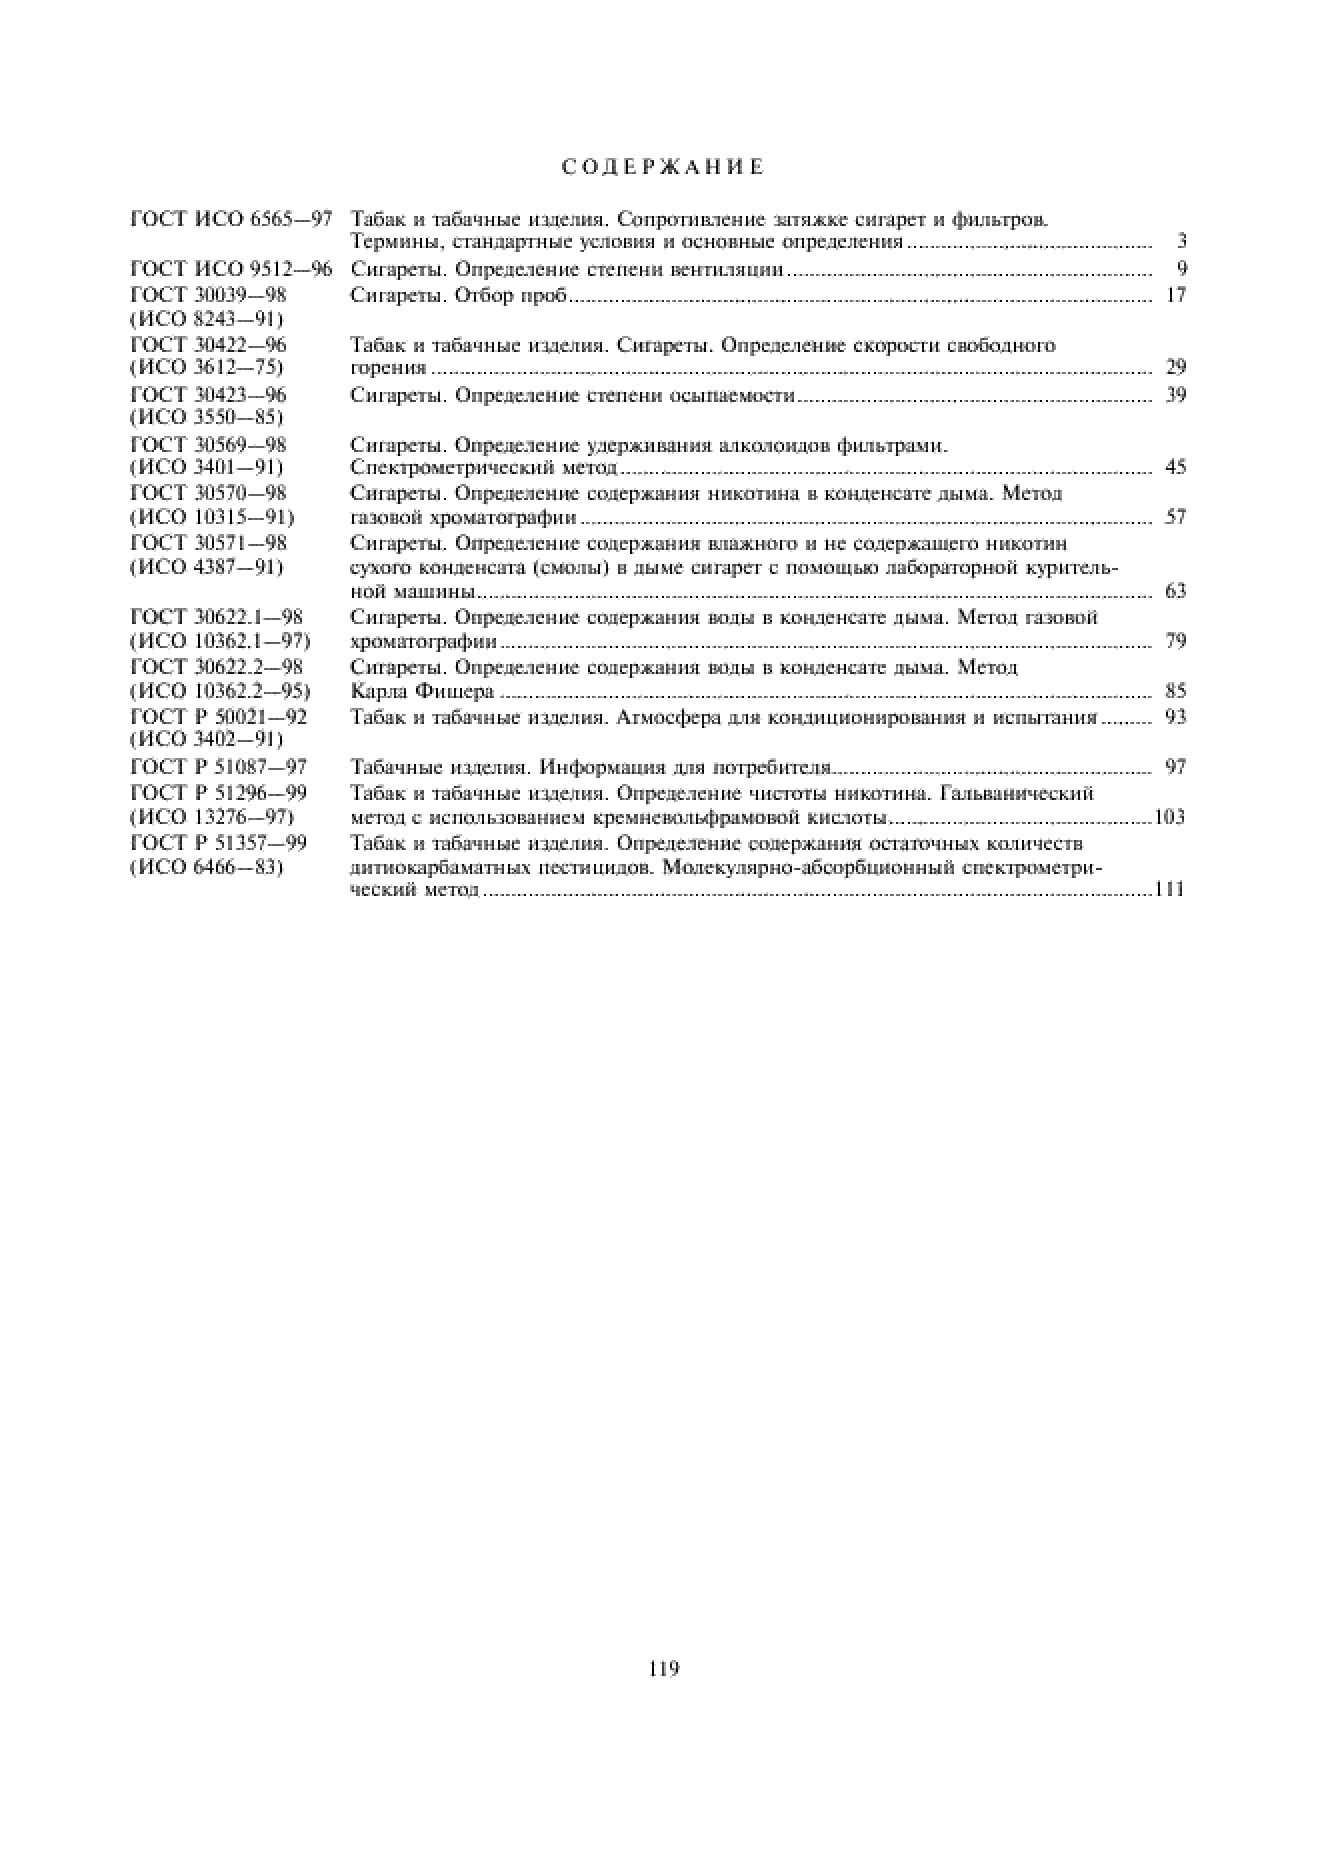 СОДЕРЖАНИЕ
ГОСТ ИСО 6565—97 Табак и табачные изделия. Сопротивление затяжке сигарет и фильтров.
Термины, стандартные условия и основные определения ... 3
ГОСТ ИСО 9512—96 Сигареты. Определение степени вентиляции ... 9
ГОСТ 30039—98 Сигареты. Отбор проб ... 17
(ИСО 8243—91)
ГОСТ 30422—96 Табак и табачные изделия. Сигареты. Определение скорости свободного
(ИСО 3612—75) горения ... 29
ГОСТ 30423—96 Сигареты. Определение степени осыпаемости ... 39
(ИСО 3550—85)
ГОСТ 30569—98 Сигареты. Определение удерживания алколоидов фильтрами.
(ИСО 3401—91) Спектрометрический метод ... 45
ГОСТ 30570—98 Сигареты. Определение содержания никотина в конденсате дыма. Метод
(ИСО 10315—91) газовой хроматографии ... 57
ГОСТ 30571—98 Сигареты. Определение содержания влажного и не содержащего никотин
(ИСО 4387—91) сухого конденсата (смолы) в дыме сигарет с помощью лабораторной куритель-
ной машины ... 63
ГОСТ 30622.1—98 Сигареты. Определение содержания воды в конденсате дыма. Метод газовой
(ИСО 10362.1—97) хроматографии ... 79
ГОСТ 30622.2—98 Сигареты. Определение содержания воды в конденсате дыма. Метод
(ИСО 10362.2—95) Карла Фишера ... 85
ГОСТ Р 50021—92 Табак и табачные изделия. Атмосфера для кондиционирования и испытания ... 93
(ИСО 3402—91)
ГОСТ Р 51087—97 Табачные изделия. Информация для потребителя ... 97
ГОСТ Р 51296—99 Табак и табачные изделия. Определение чистоты никотина. Гальванический
(ИСО 13276—97) метод с использованием кремневольфрамовой кислоты ... 103
ГОСТ Р 51357—99 Табак и табачные изделия. Определение содержания остаточных количеств
(ИСО 6466—83) дитиокарбаматных пестицидов. Молекулярно-абсорбционный спектрометри-
ческий метод ... 111
119